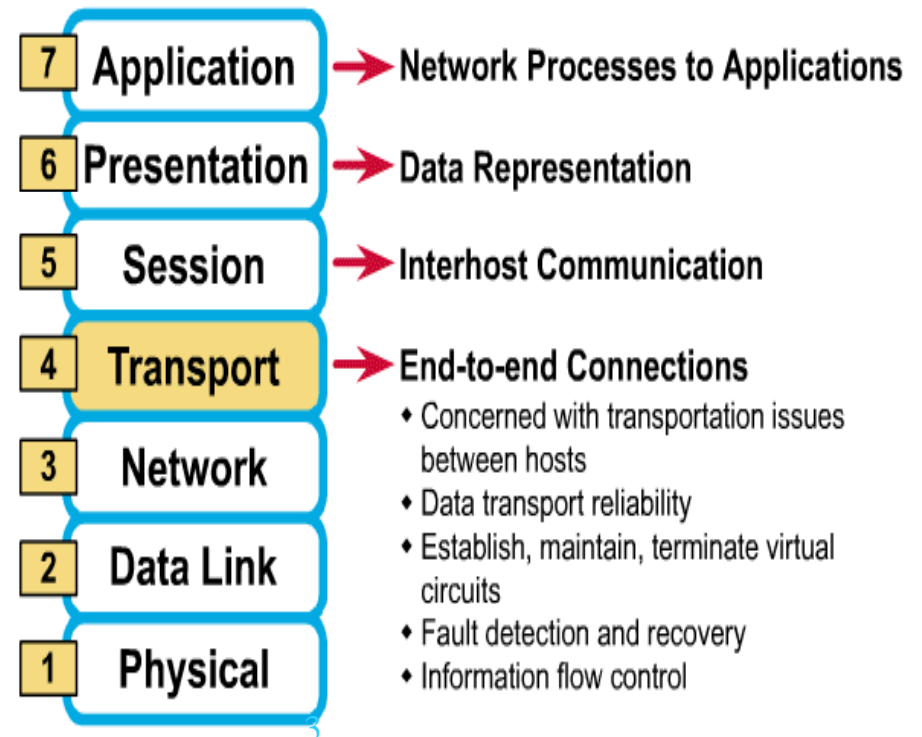 7 Application Network Processes to Applications
6 Presentation Data Representation
5 Session Interhost Communication
4 Transport End-to-end Connections
◆ Concerned with transportation issues
between hosts
◆ Data transport reliability
◆ Establish, maintain, terminate virtual
circuits
◆ Fault detection and recovery
◆ Information flow control
3 Network
2 Data Link
1 Physical
3